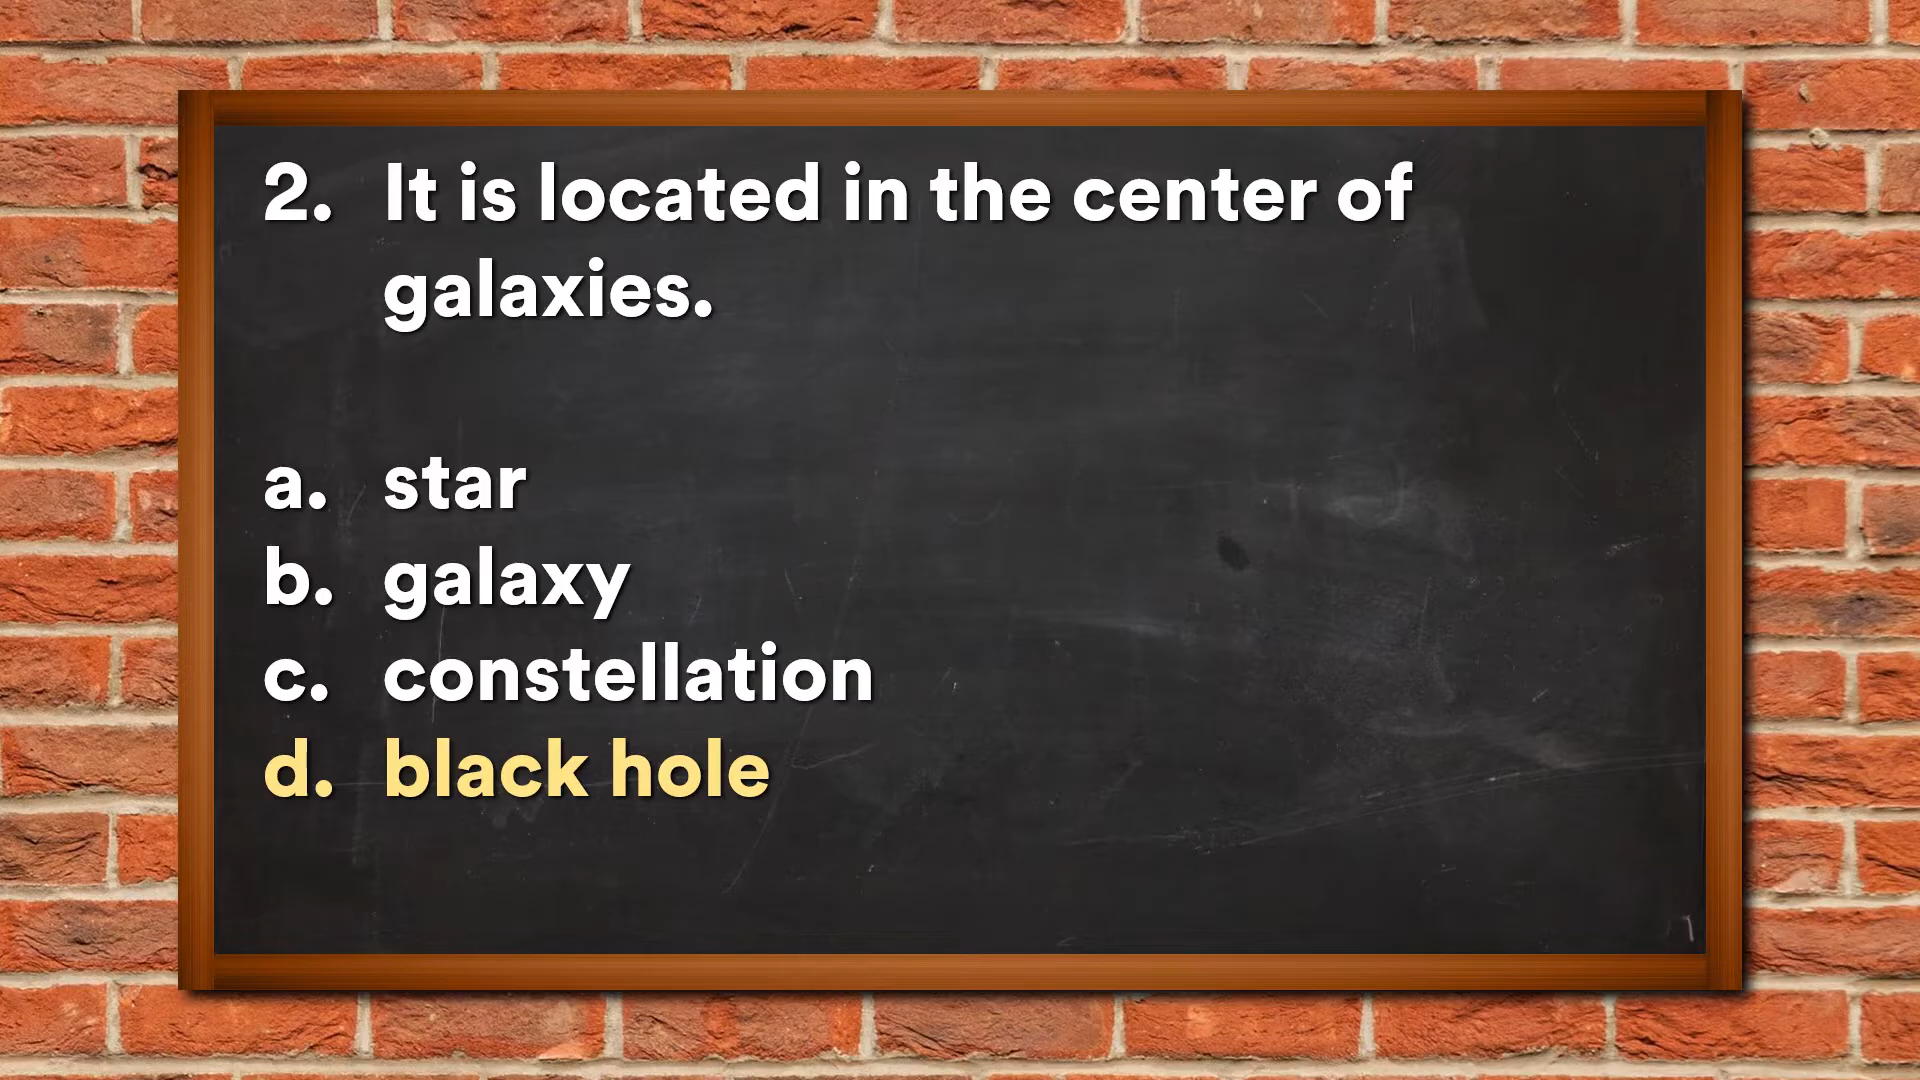 2. It is located in the center of
galaxies.
a. star
b. galaxy
c. constellation
d. black hole